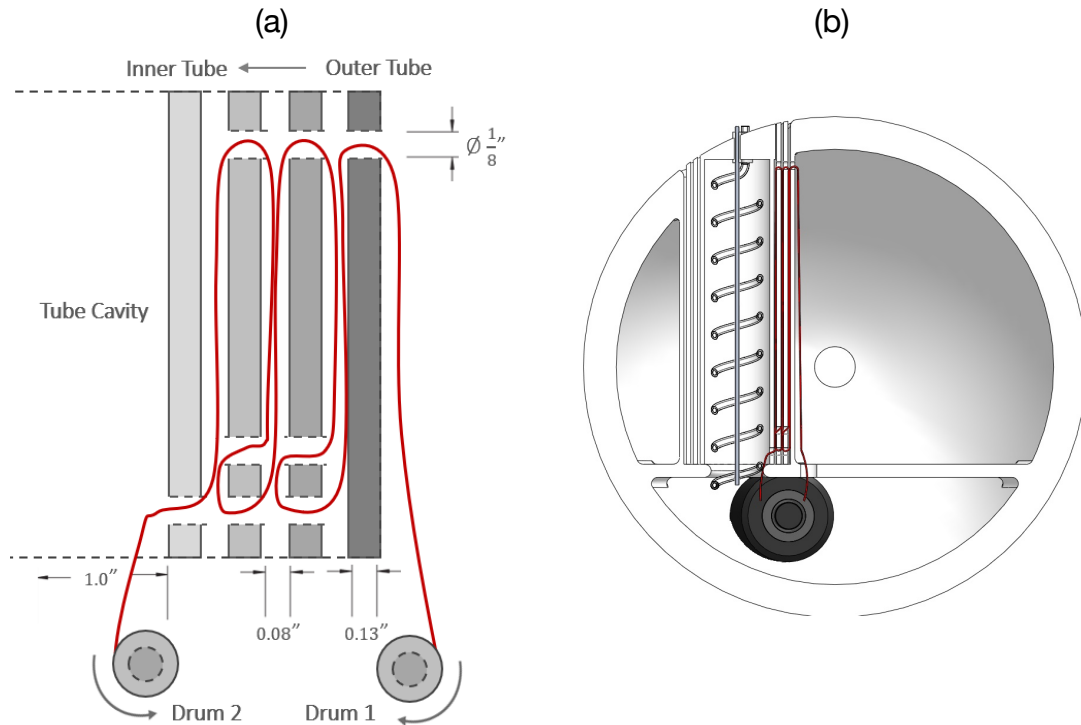 (a)
(b)
Inner Tube
Outer Tube
Ø 1/8"
Tube Cavity
1.0"
0.08"
0.13"
Drum 2
Drum 1